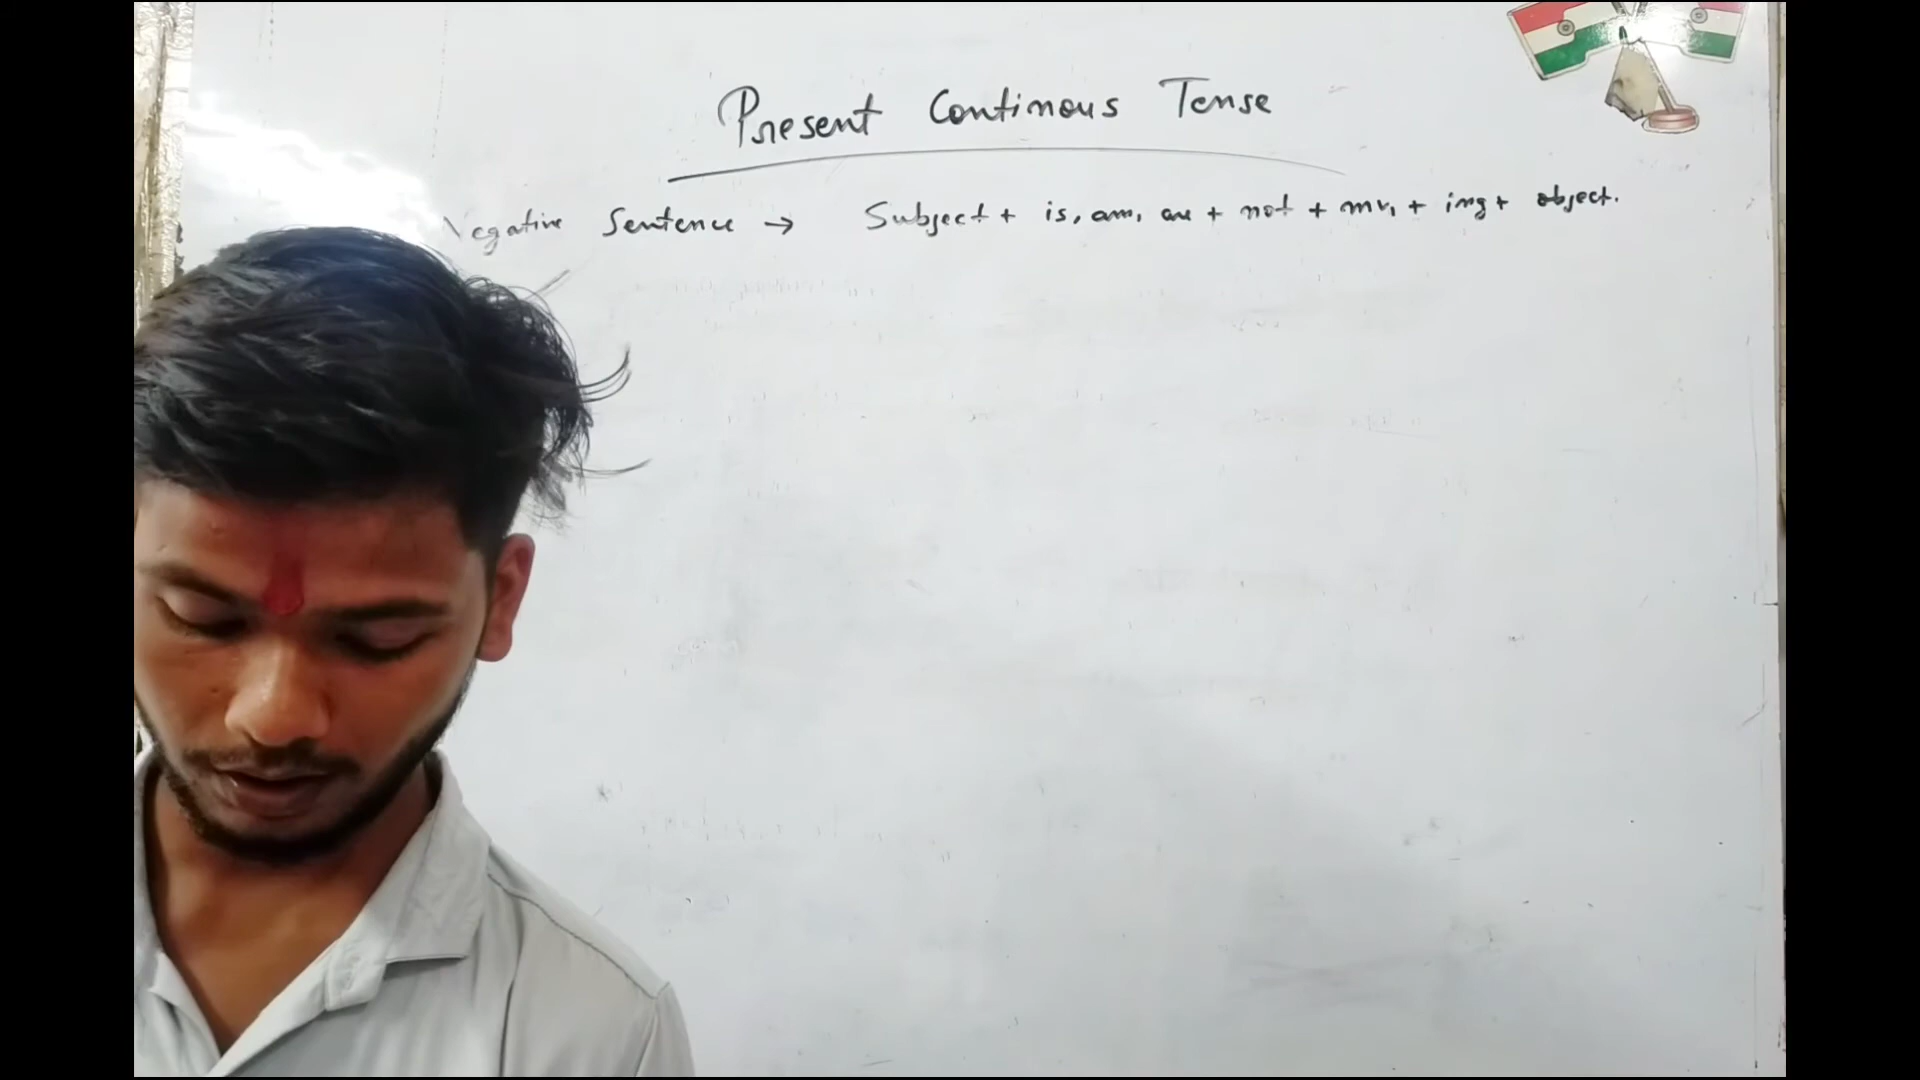 Present Continous Tense
Negative Sentence → Subject + is, am, are + not + mv₁ + ing + object.